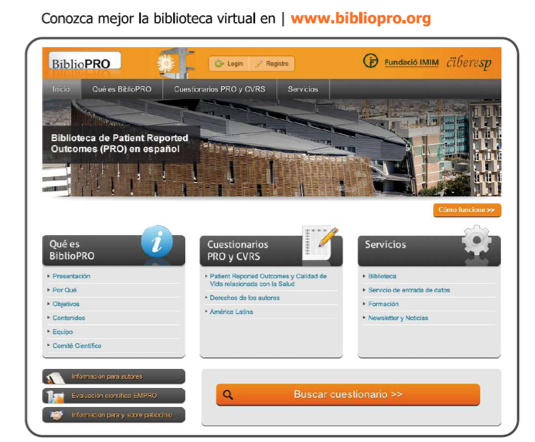 Conozca mejor la biblioteca virtual en | www.bibliopro.org
BiblioPRO
Login
Registro
Fundació IMIM
ciberesp
Inicio
Qué es BiblioPRO
Cuestionarios PRO y CVRS
Servicios
Biblioteca de Patient Reported
Outcomes (PRO) en español
Cómo funciona >>
Qué es
BiblioPRO
Presentación
Por Qué
Objetivos
Contenidos
Equipo
Comité Científico
Cuestionarios
PRO y CVRS
Patient Reported Outcomes y Calidad de
Vida relacionada con la Salud
Derechos de los autores
América Latina
Servicios
Biblioteca
Servicio de entrada de datos
Formación
Newsletter y Noticias
Información para autores
Evaluación científica EMPRO
Información para y sobre patrocinio
Buscar cuestionario >>